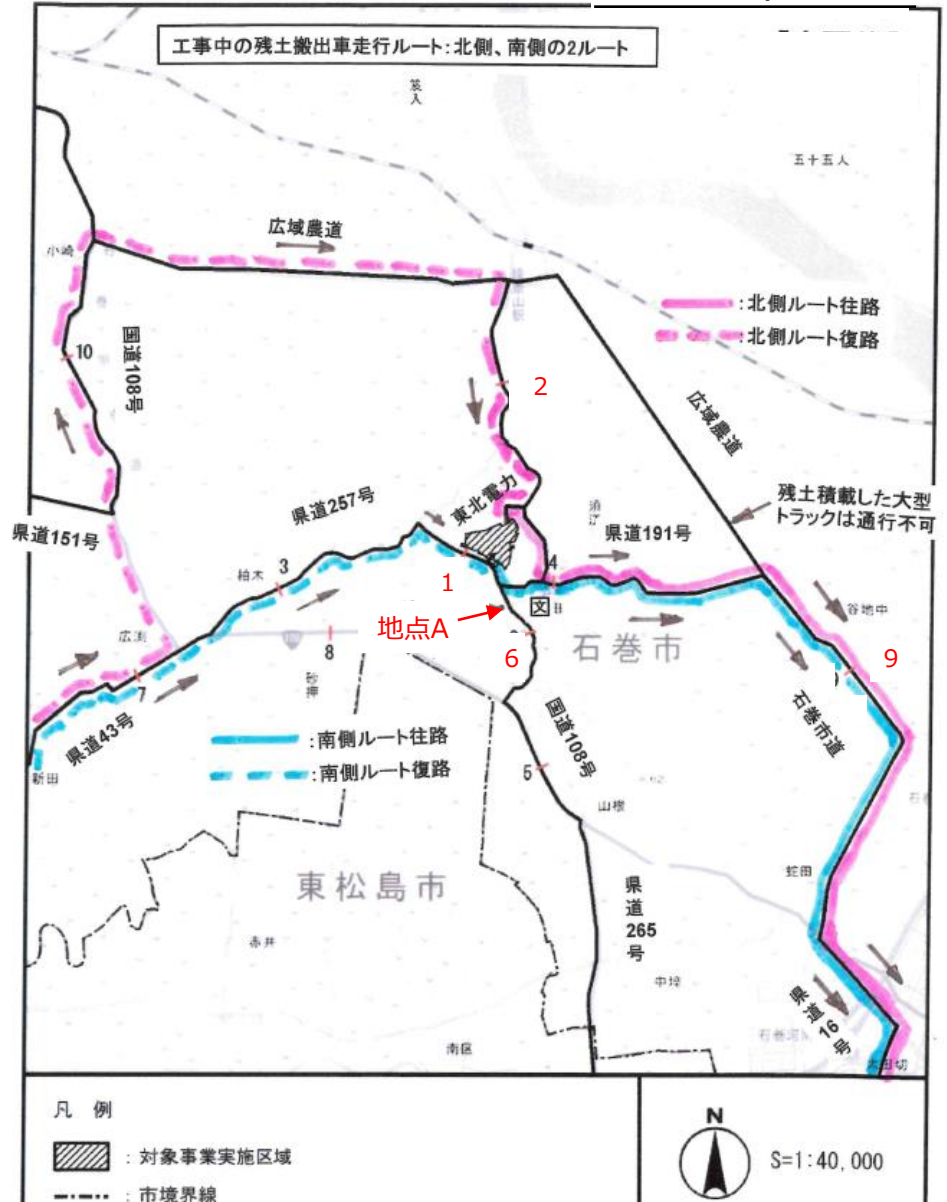 工事中の残土搬出車走行ルート:北側、南側の2ルート
五十五人
広域農道
小崎
:北側ルート往路
:北側ルート復路
10
国道108号
2
広域農道
残土積載した大型
トラックは通行不可
東北電力
県道257号
県道151号
県道191号
柏木
3
1
4
谷地中
広渕
地点A
文
石巻市
8
6
9
7
砂押
県道43号
国道108号
石巻市道
:南側ルート往路
:南側ルート復路
新田
5
山根
蛇田
東松島市
県道265号
赤井
中埣
県道16号
南区
凡 例
:対象事業実施区域
:市境界線
N
S=1:40,000